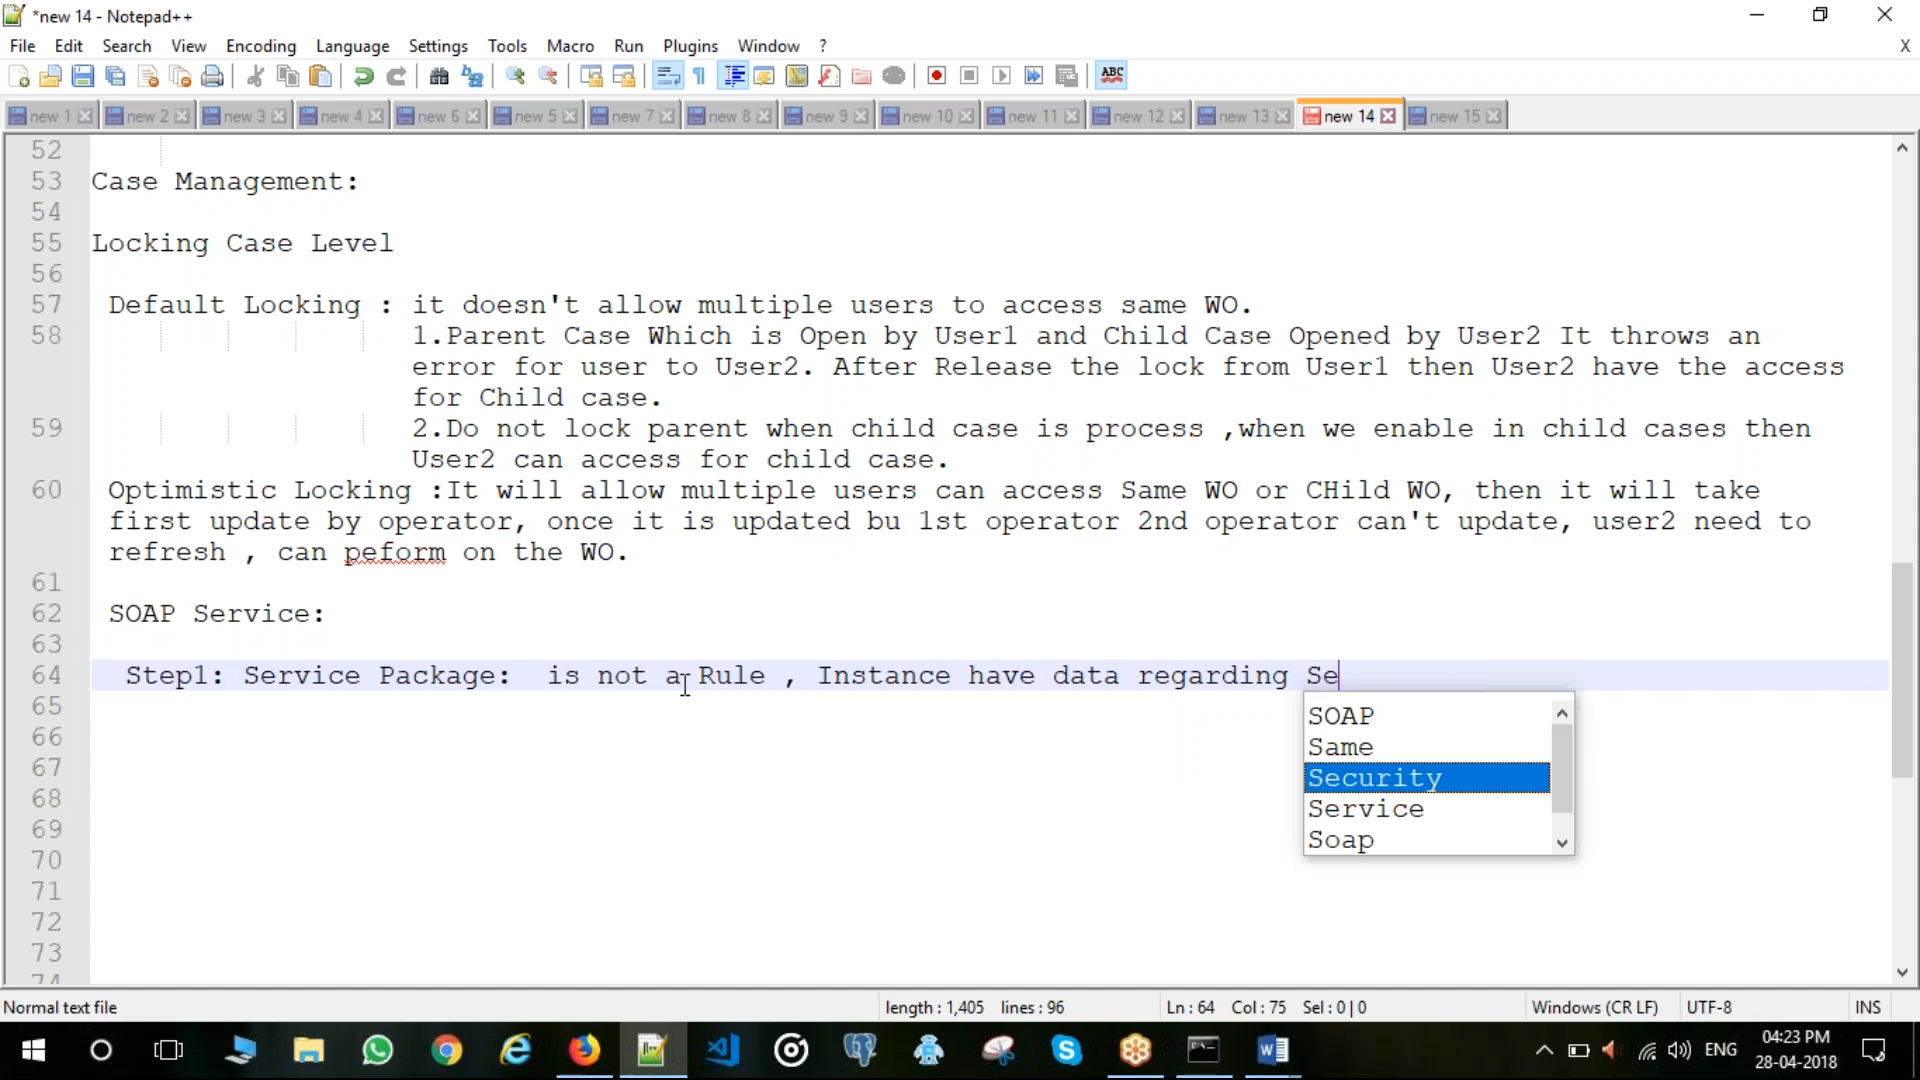 *new 14 - Notepad++
File Edit Search View Encoding Language Settings Tools Macro Run Plugins Window ? X
ABC
new 1 new 2 new 3 new 4 new 6 new 5 new 7 new 8 new 9 new 10 new 11 new 12 new 13 new 14 new 15
52
53 Case Management:
54
55 Locking Case Level
56
57 Default Locking : it doesn't allow multiple users to access same WO.
58 1.Parent Case Which is Open by User1 and Child Case Opened by User2 It throws an
error for user to User2. After Release the lock from User1 then User2 have the access
for Child case.
59 2.Do not lock parent when child case is process ,when we enable in child cases then
User2 can access for child case.
60 Optimistic Locking :It will allow multiple users can access Same WO or CHild WO, then it will take
first update by operator, once it is updated bu 1st operator 2nd operator can't update, user2 need to
refresh , can peform on the WO.
61
62 SOAP Service:
63
64 Step1: Service Package: is not a Rule , Instance have data regarding Se
65
SOAP
66
Same
67
Security
68
Service
69
Soap
70
71
72
73
74
Normal text file length : 1,405 lines : 96 Ln : 64 Col : 75 Sel : 0 | 0 Windows (CR LF) UTF-8 INS
ENG 04:23 PM
28-04-2018